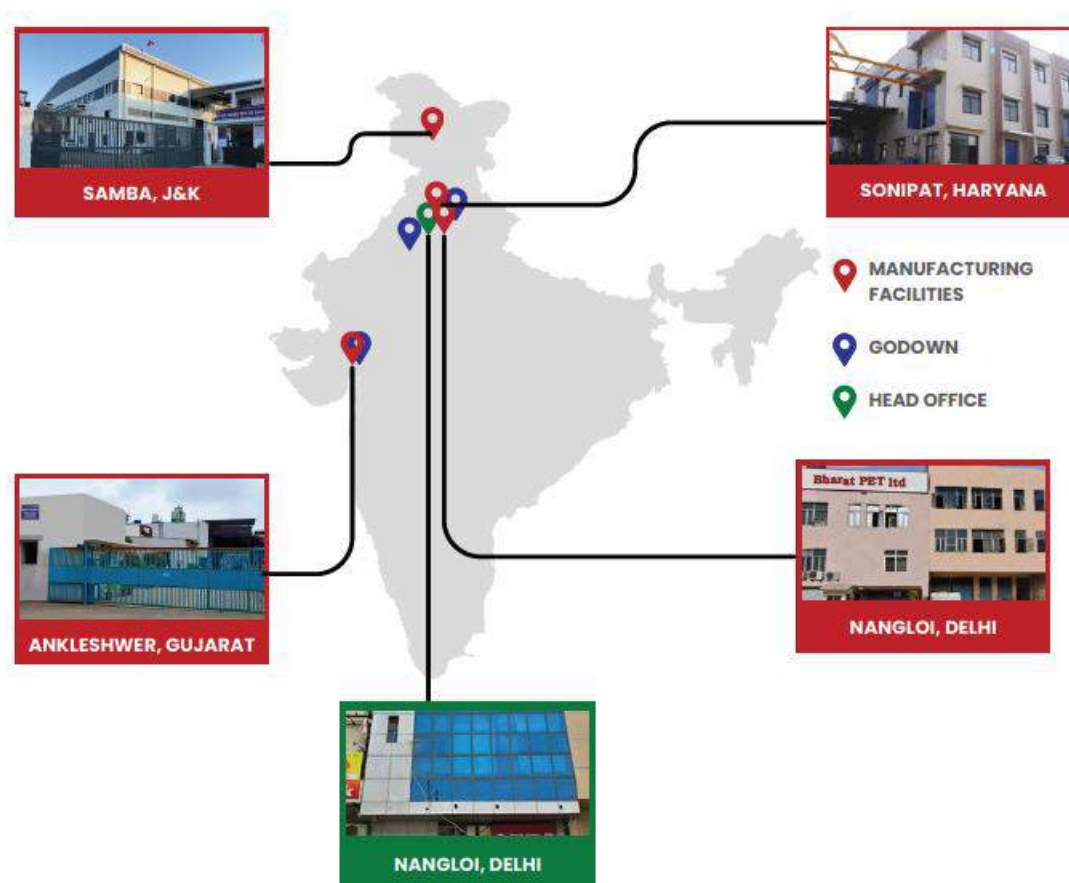 SAMBA, J&K
SONIPAT, HARYANA
MANUFACTURING
FACILITIES
GODOWN
HEAD OFFICE
Bharat PET ltd
ANKLESHWER, GUJARAT
NANGLOI, DELHI
NANGLOI, DELHI